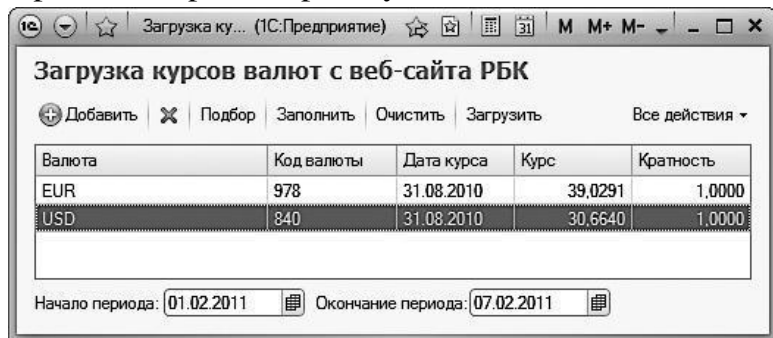 Загрузка ку... (1С:Предприятие) 31 M M+ M-
Загрузка курсов валют с веб-сайта РБК
Добавить Подбор Заполнить Очистить Загрузить Все действия
Валюта Код валюты Дата курса Курс Кратность
EUR 978 31.08.2010 39,0291 1,0000
USD 840 31.08.2010 30,6640 1,0000
Начало периода: 01.02.2011 Окончание периода: 07.02.2011